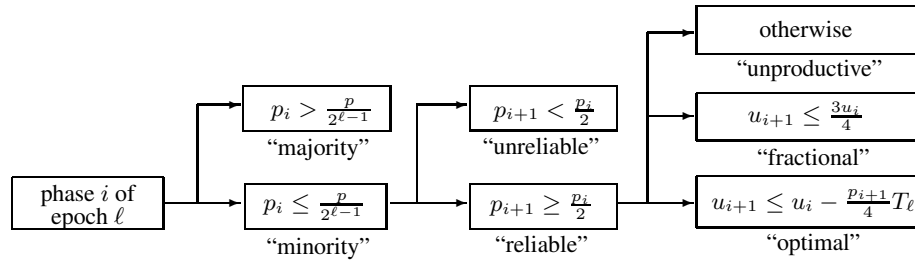 phase i of
epoch ℓ
p_i > p/2^{ℓ−1}
“majority”
p_i ≤ p/2^{ℓ−1}
“minority”
p_{i+1} < p_i/2
“unreliable”
p_{i+1} ≥ p_i/2
“reliable”
otherwise
“unproductive”
u_{i+1} ≤ 3u_i/4
“fractional”
u_{i+1} ≤ u_i − p_{i+1}/4 T_ℓ
“optimal”